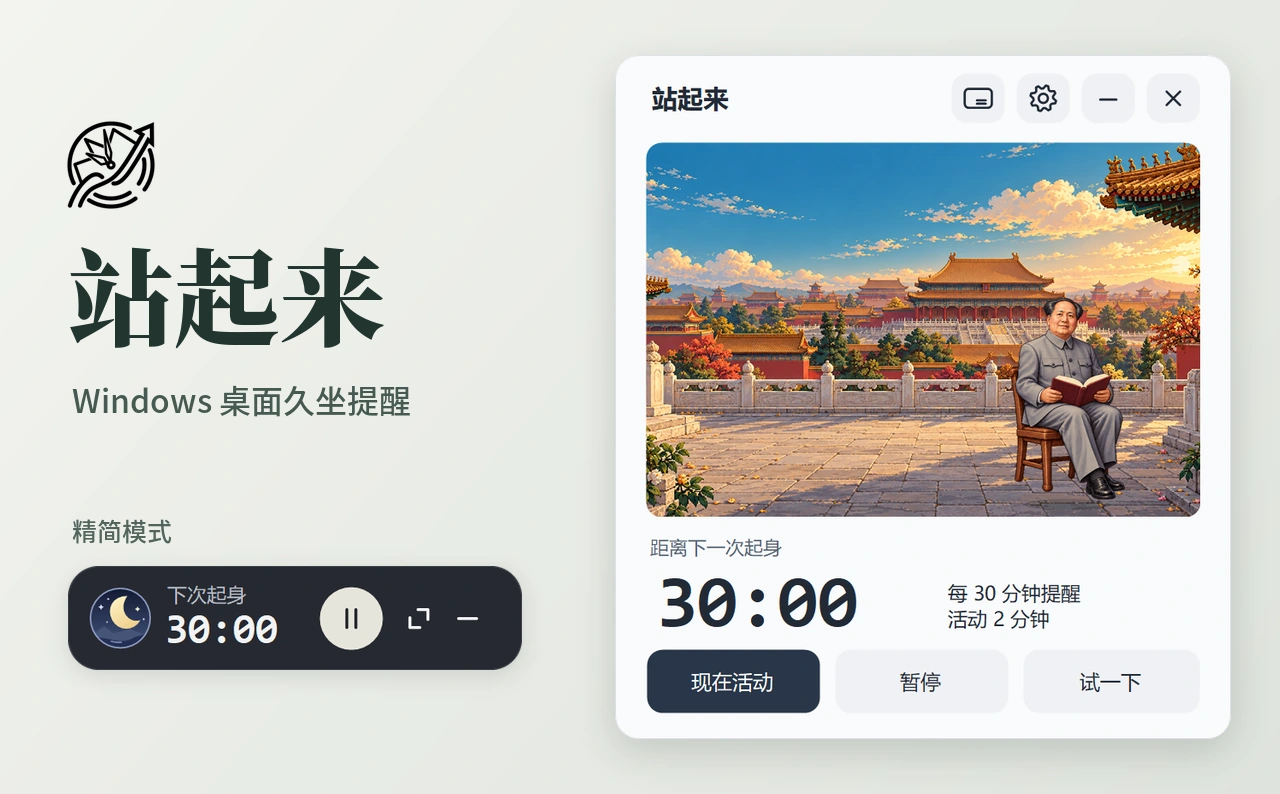 站起来
Windows 桌面久坐提醒
精简模式
下次起身
30:00
站起来
距离下一次起身
30:00
每 30 分钟提醒
活动 2 分钟
现在活动
暂停
试一下